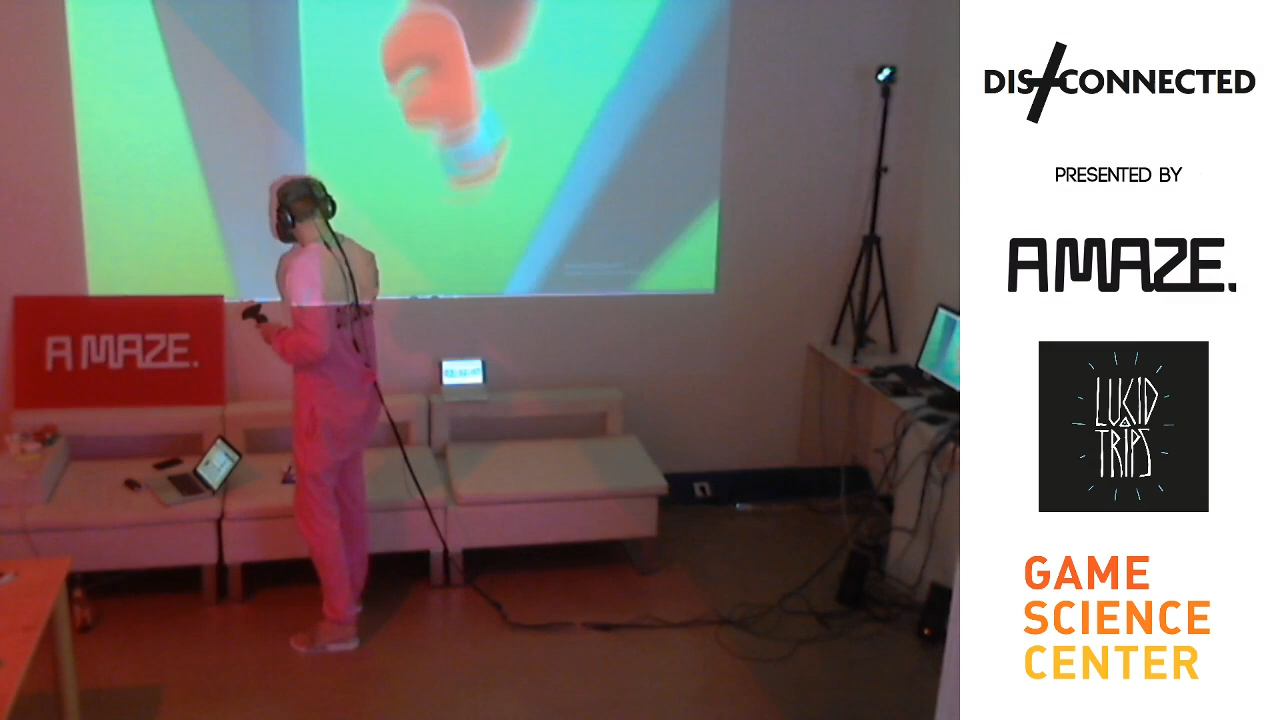 A MAZE.
DIS/CONNECTED
PRESENTED BY
A MAZE.
LUCID
TRIPS
GAME
SCIENCE
CENTER